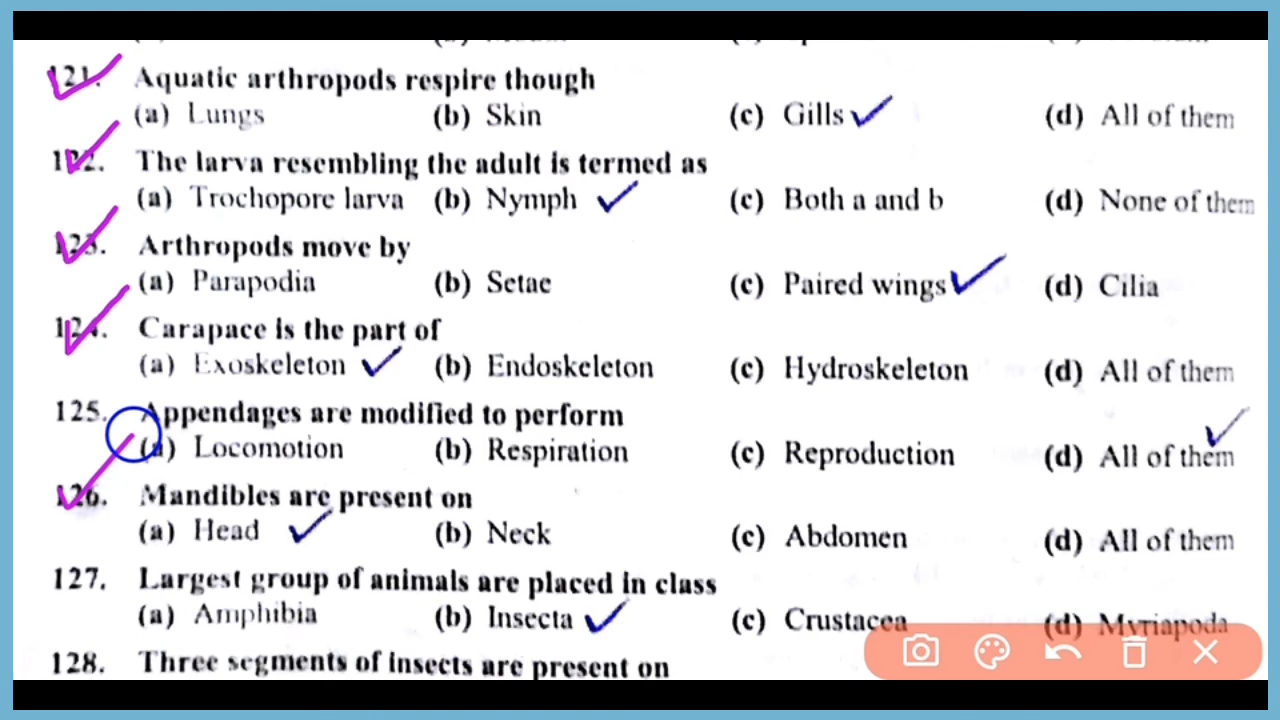 121. Aquatic arthropods respire though
(a) Lungs (b) Skin (c) Gills (d) All of them
122. The larva resembling the adult is termed as
(a) Trochopore larva (b) Nymph (c) Both a and b (d) None of them
123. Arthropods move by
(a) Parapodia (b) Setae (c) Paired wings (d) Cilia
124. Carapace is the part of
(a) Exoskeleton (b) Endoskeleton (c) Hydroskeleton (d) All of them
125. Appendages are modified to perform
(a) Locomotion (b) Respiration (c) Reproduction (d) All of them
126. Mandibles are present on
(a) Head (b) Neck (c) Abdomen (d) All of them
127. Largest group of animals are placed in class
(a) Amphibia (b) Insecta (c) Crustacea (d) Myriapoda
128. Three segments of insects are present on